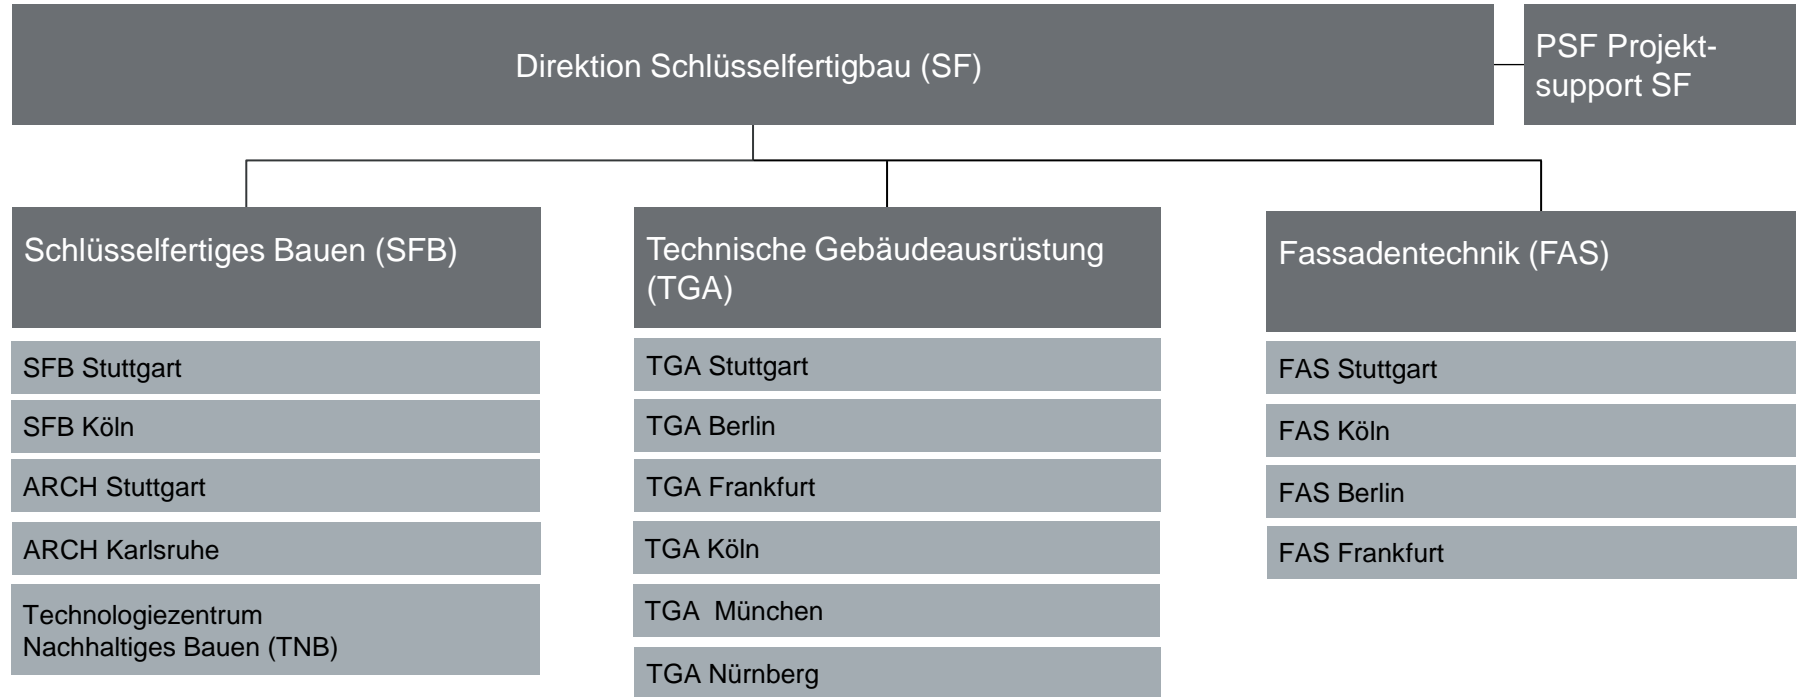 Direktion Schlüsselfertigbau (SF)
PSF Projekt-
support SF
Schlüsselfertiges Bauen (SFB)
SFB Stuttgart
SFB Köln
ARCH Stuttgart
ARCH Karlsruhe
Technologiezentrum
Nachhaltiges Bauen (TNB)
Technische Gebäudeausrüstung
(TGA)
TGA Stuttgart
TGA Berlin
TGA Frankfurt
TGA Köln
TGA  München
TGA Nürnberg
Fassadentechnik (FAS)
FAS Stuttgart
FAS Köln
FAS Berlin
FAS Frankfurt